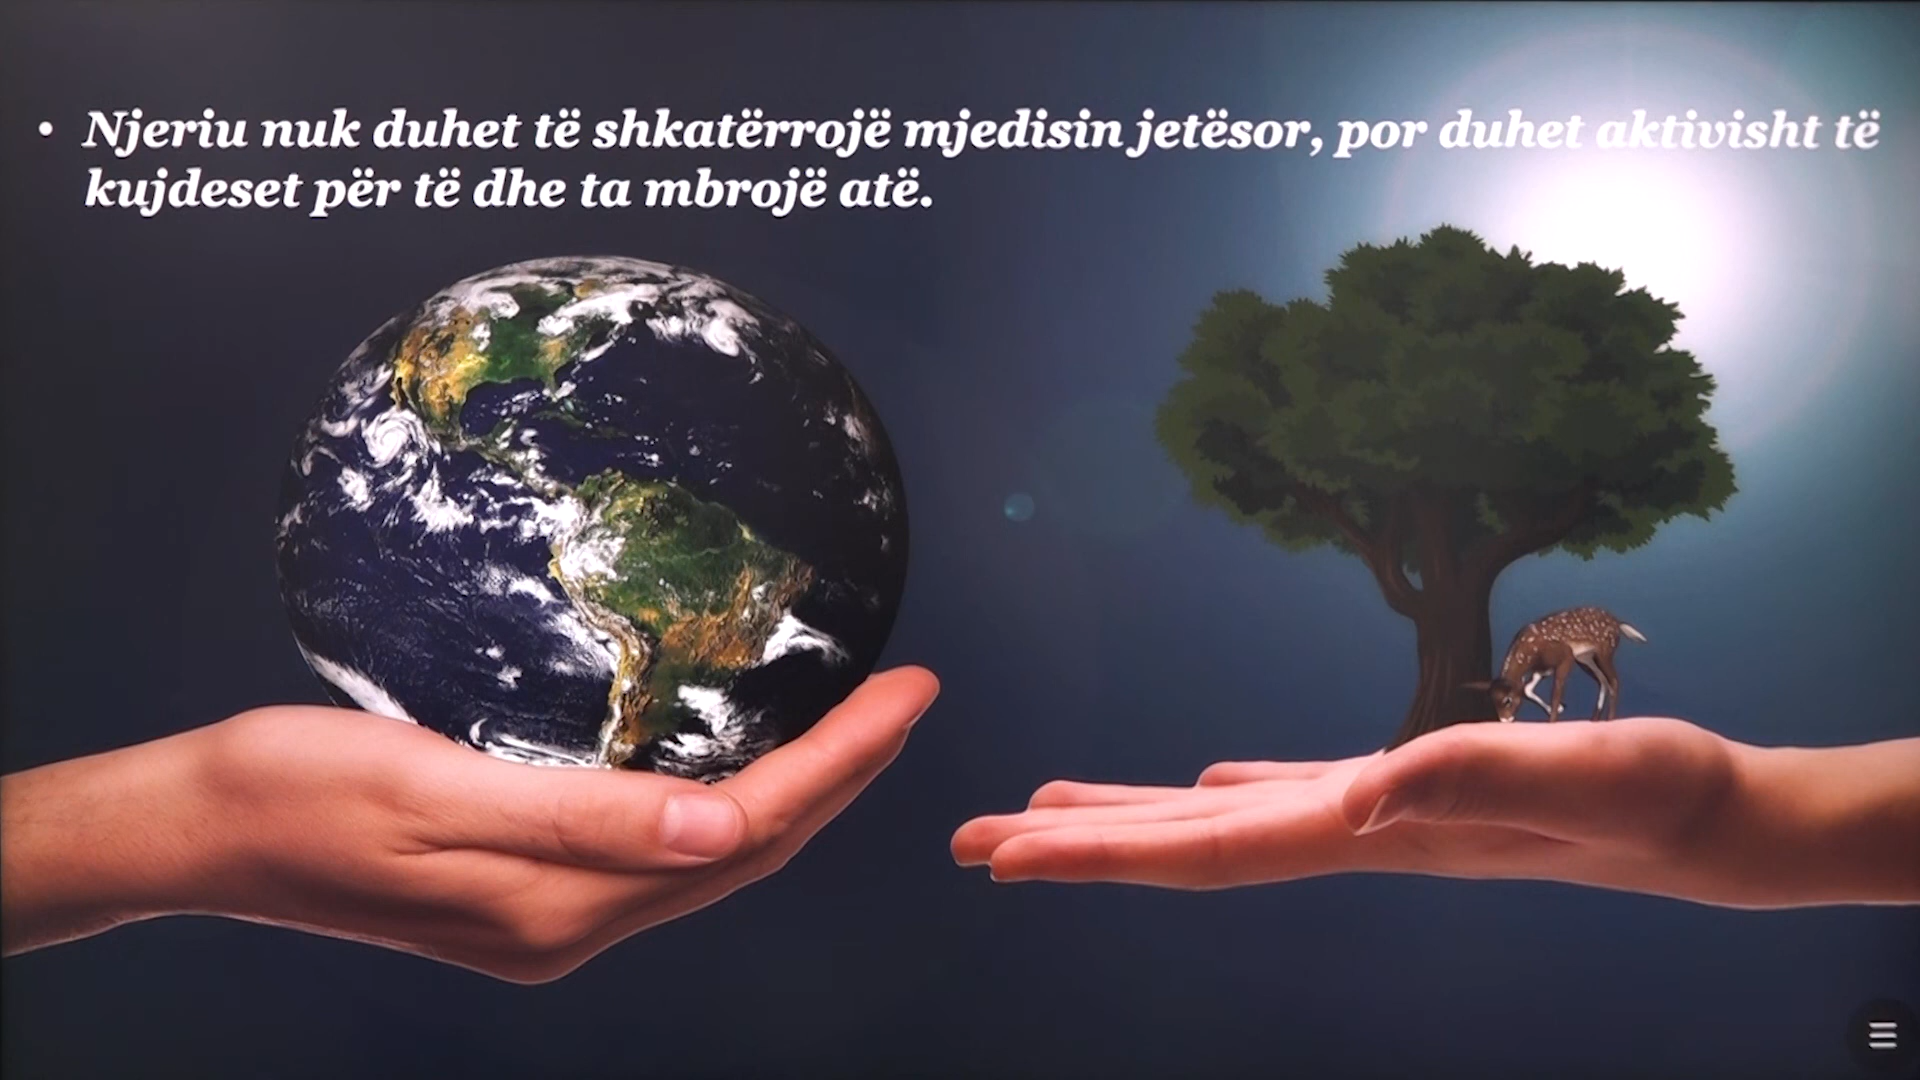 • Njeriu nuk duhet të shkatërrojë mjedisin jetësor, por duhet aktivisht të
kujdeset për të dhe ta mbrojë atë.